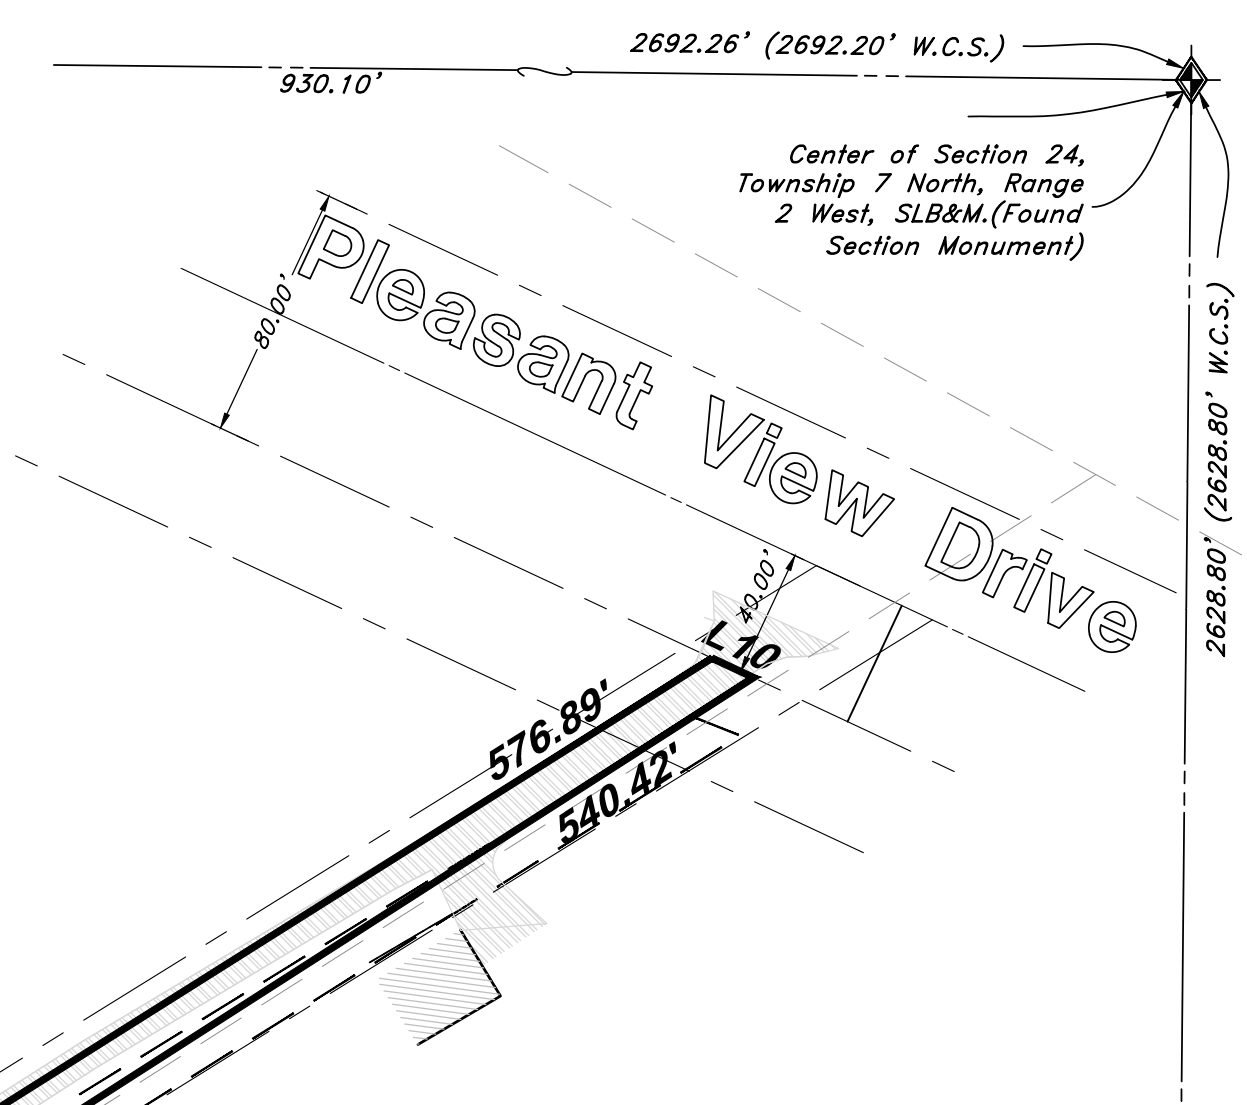 2692.26' (2692.20' W.C.S.)
930.10'
Center of Section 24,
Township 7 North, Range
2 West, SLB&M.(Found
Section Monument)
80.00'
Pleasant View Drive
2628.80' (2628.80' W.C.S.)
40.00'
L10
576.89'
540.42'